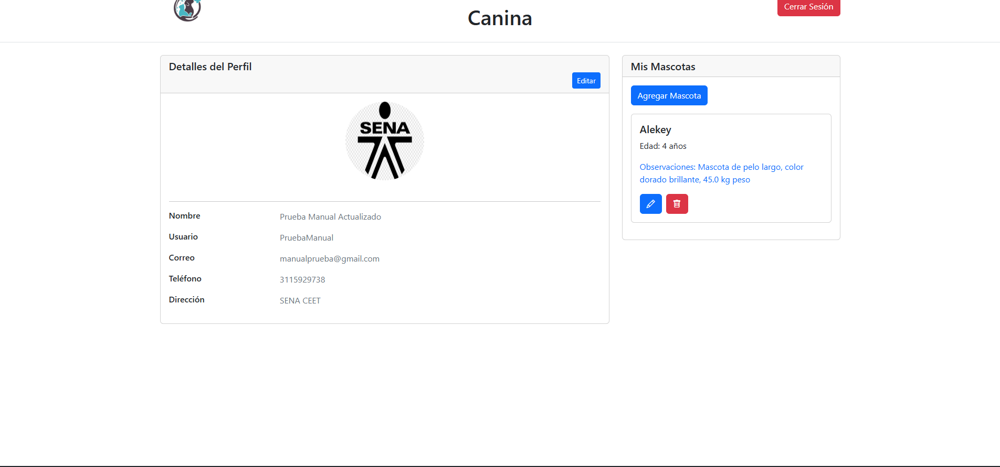 Canina
Cerrar Sesión
Detalles del Perfil
Editar
SENA
Nombre
Prueba Manual Actualizado
Usuario
PruebaManual
Correo
manualprueba@gmail.com
Teléfono
3115929738
Dirección
SENA CEET
Mis Mascotas
Agregar Mascota
Alekey
Edad: 4 años
Observaciones: Mascota de pelo largo, color
dorado brillante, 45.0 kg peso